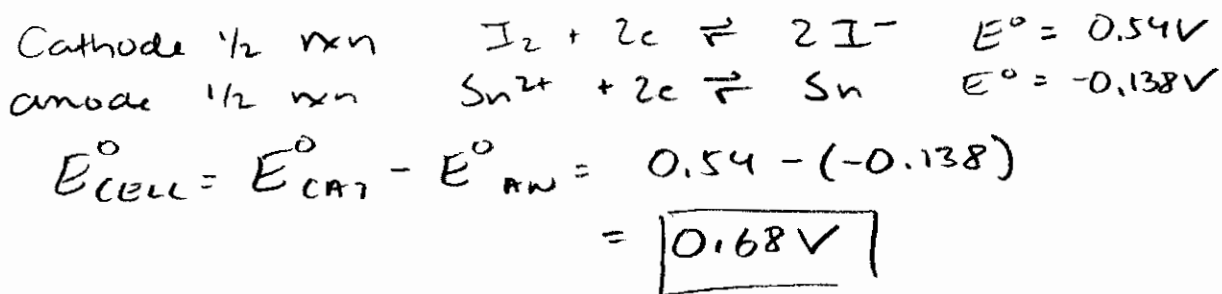 Cathode 1/2 rxn I₂ + 2e ⇌ 2I⁻ E° = 0.54V
anode 1/2 rxn Sn²⁺ + 2e ⇌ Sn E° = -0.138V
E°CELL = E°CAT - E°AN = 0.54 - (-0.138)
= 0.68 V